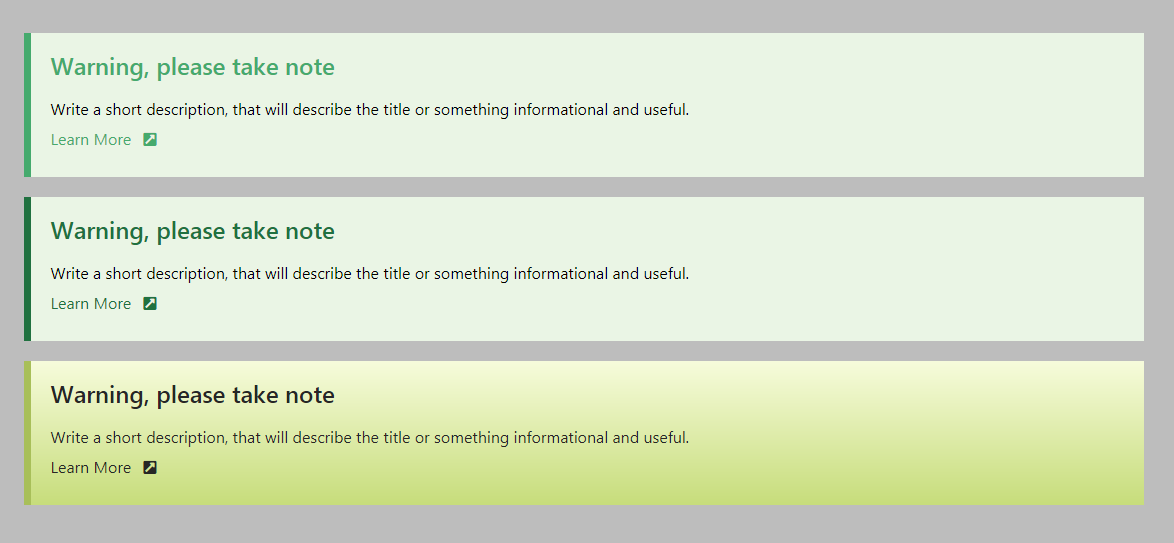 Warning, please take note
Write a short description, that will describe the title or something informational and useful.
Learn More
Warning, please take note
Write a short description, that will describe the title or something informational and useful.
Learn More
Warning, please take note
Write a short description, that will describe the title or something informational and useful.
Learn More